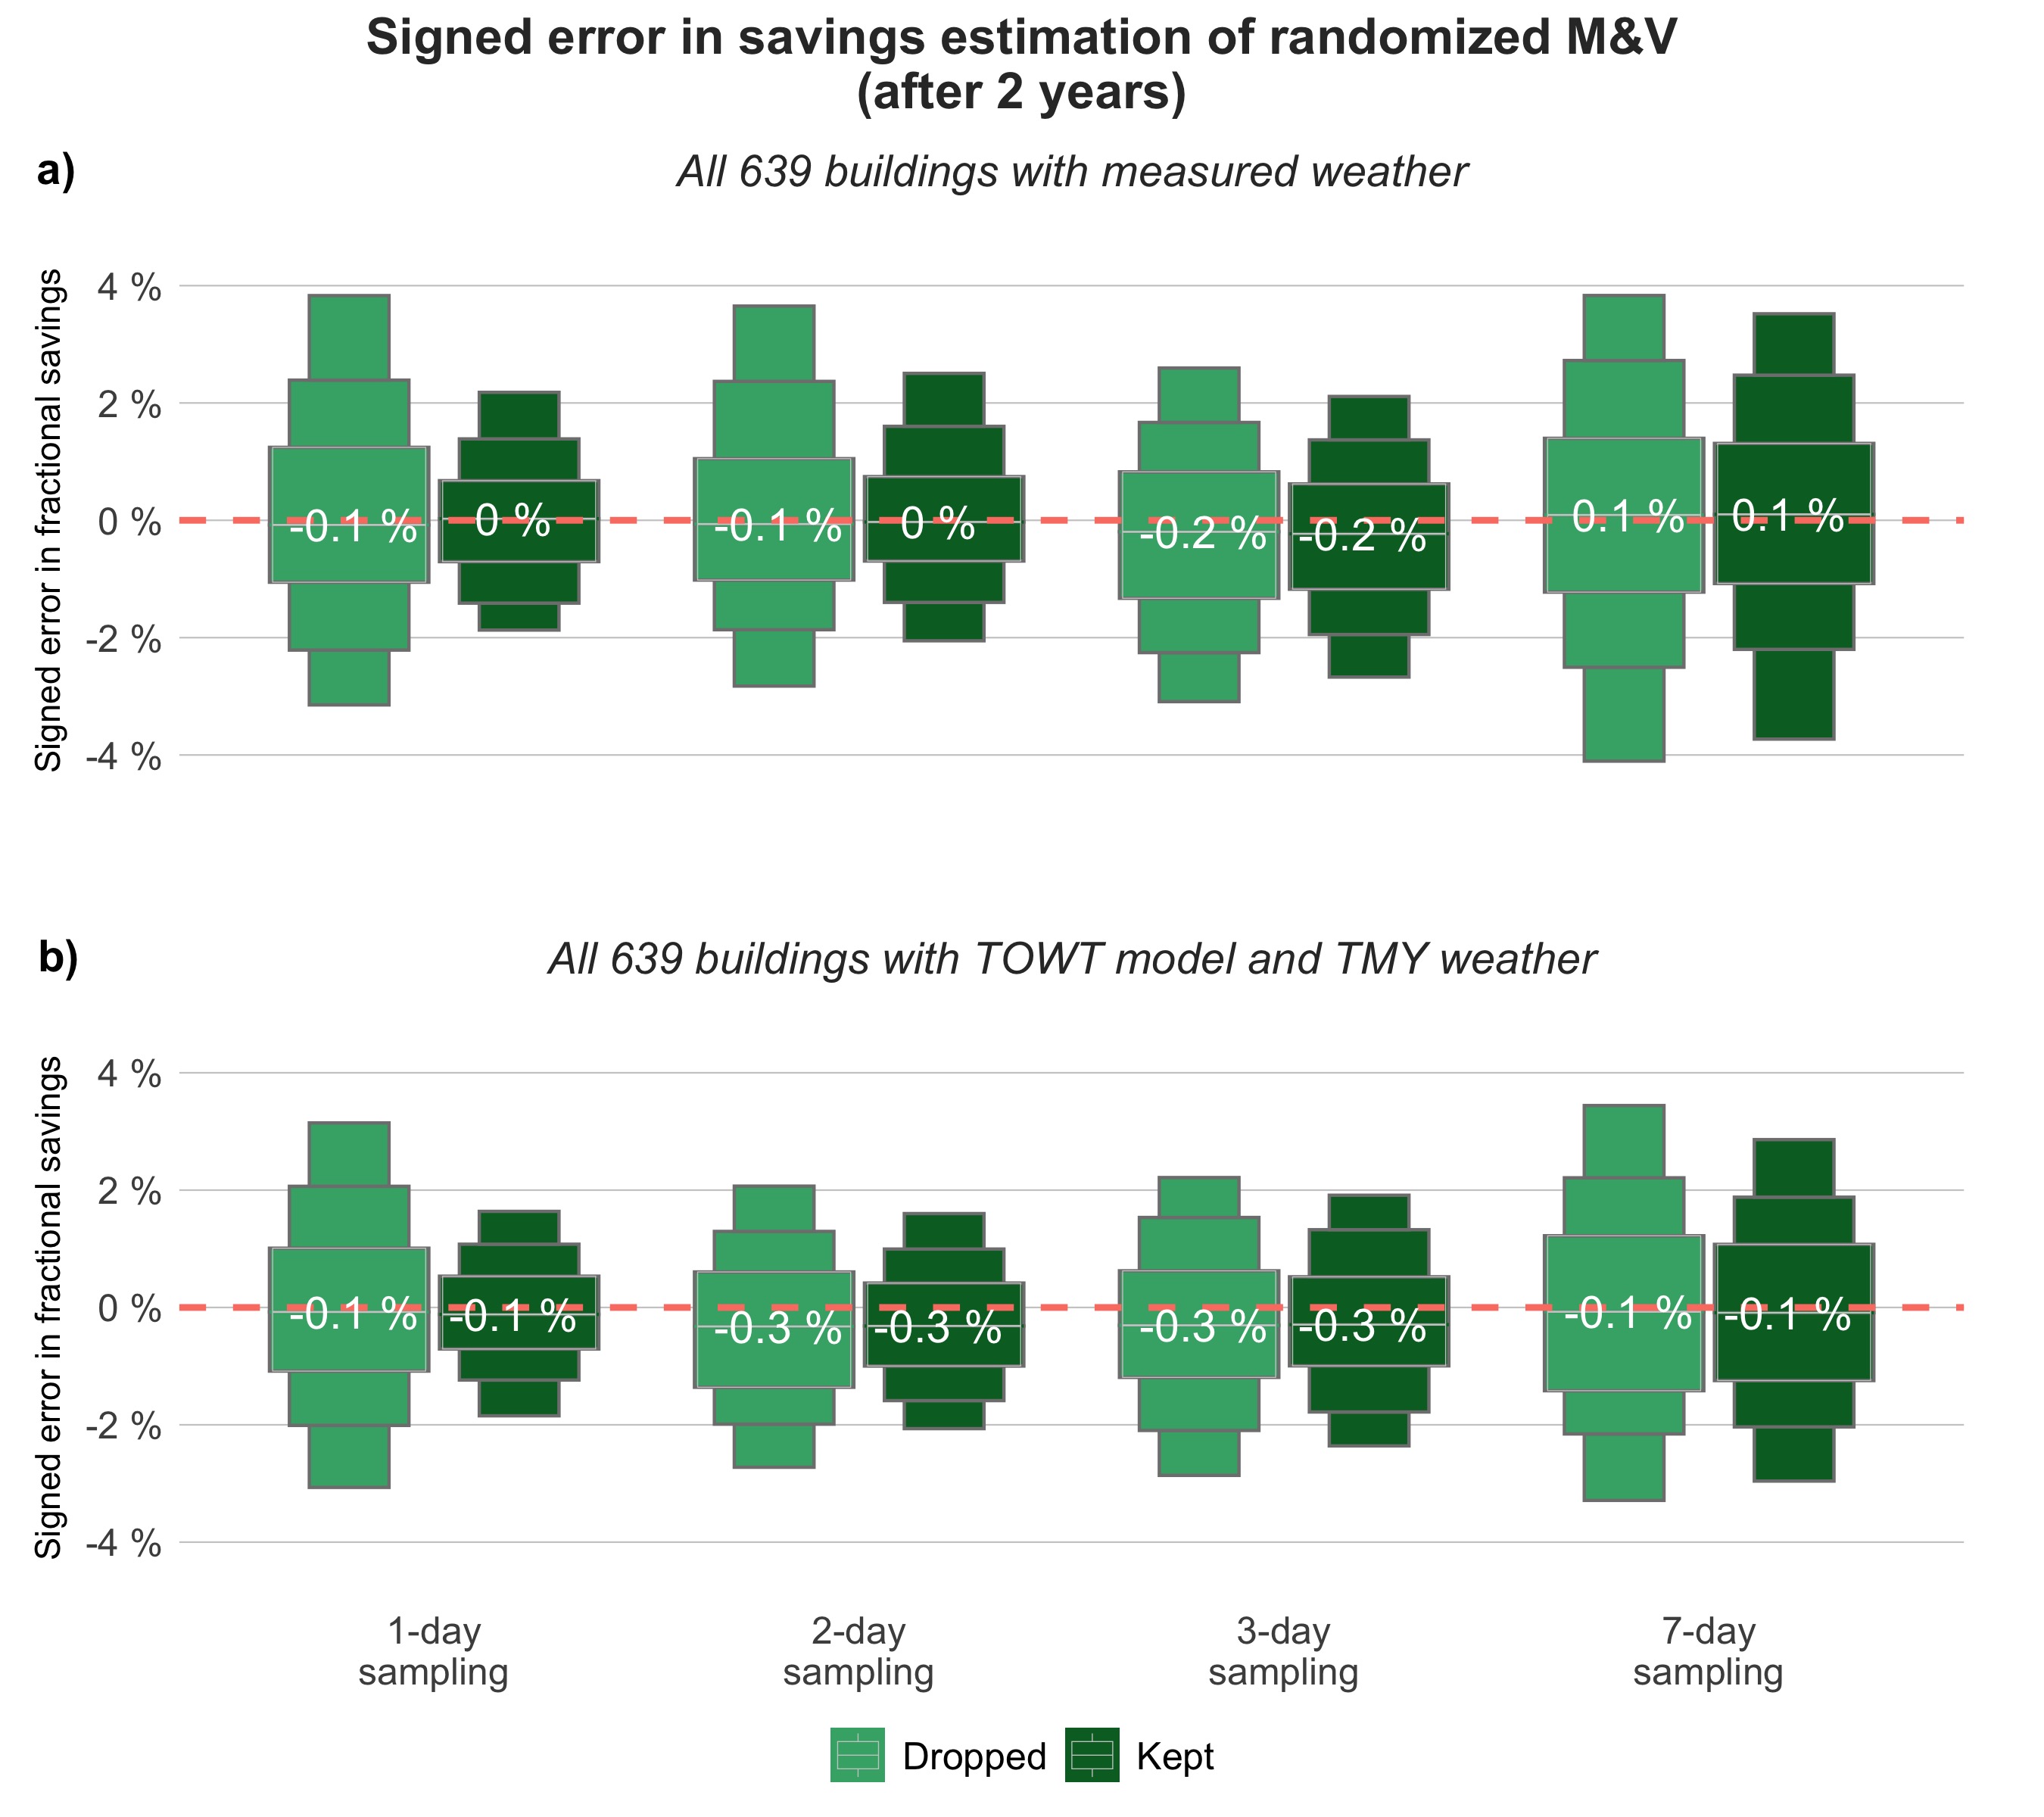 Signed error in savings estimation of randomized M&V
(after 2 years)
a)
All 639 buildings with measured weather
Signed error in fractional savings
4 %
2 %
0 %
-2 %
-4 %
-0.1 %
0 %
-0.1 %
0 %
-0.2 %
-0.2 %
0.1 %
0.1 %
b)
All 639 buildings with TOWT model and TMY weather
Signed error in fractional savings
4 %
2 %
0 %
-2 %
-4 %
-0.1 %
-0.1 %
-0.3 %
-0.3 %
-0.3 %
-0.3 %
-0.1 %
-0.1 %
1-day
sampling
2-day
sampling
3-day
sampling
7-day
sampling
Dropped
Kept